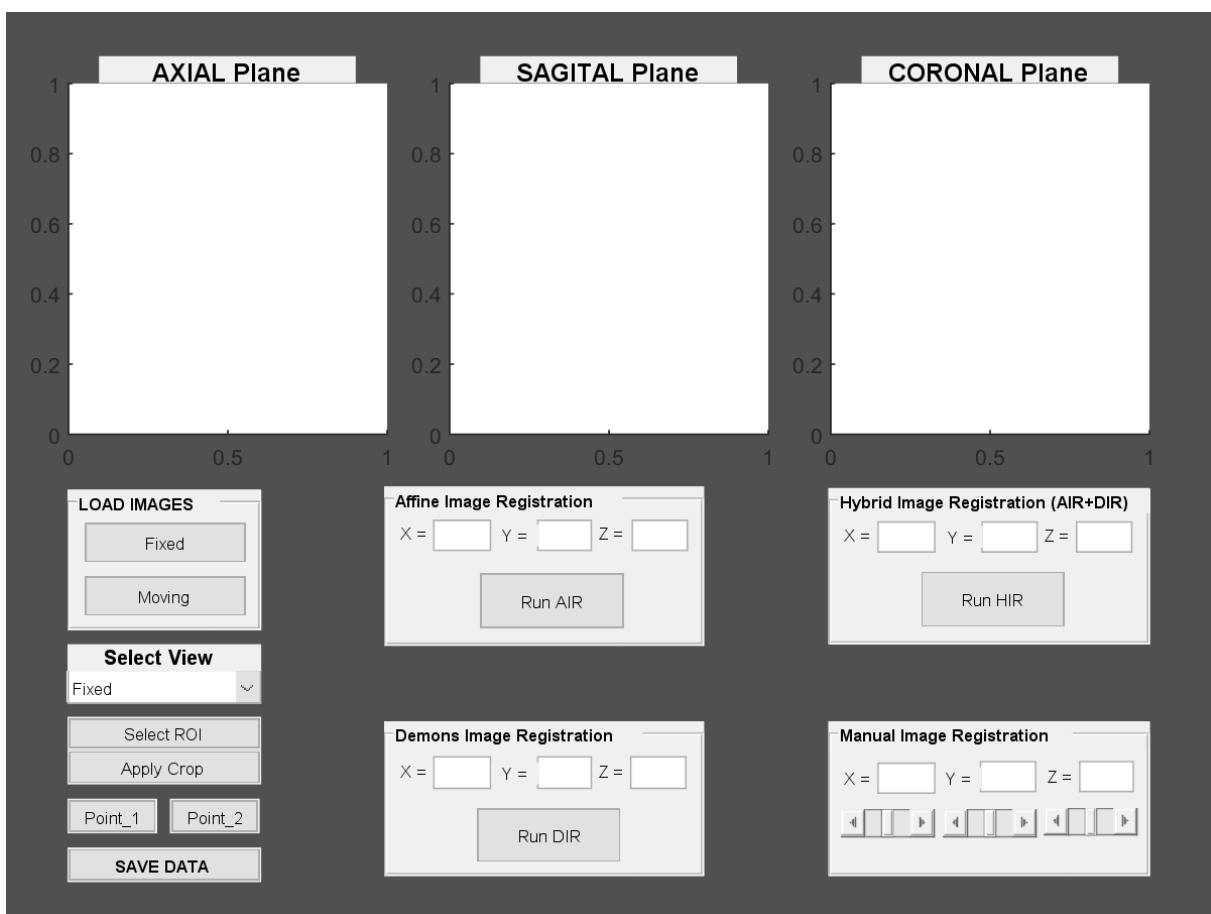 AXIAL Plane
SAGITAL Plane
CORONAL Plane
1
0.8
0.6
0.4
0.2
0
0 0.5 1
1
0.8
0.6
0.4
0.2
0
0 0.5 1
1
0.8
0.6
0.4
0.2
0
0 0.5 1
LOAD IMAGES
Fixed
Moving
Select View
Fixed
Select ROI
Apply Crop
Point_1 Point_2
SAVE DATA
Affine Image Registration
X = Y = Z =
Run AIR
Demons Image Registration
X = Y = Z =
Run DIR
Hybrid Image Registration (AIR+DIR)
X = Y = Z =
Run HIR
Manual Image Registration
X = Y = Z =